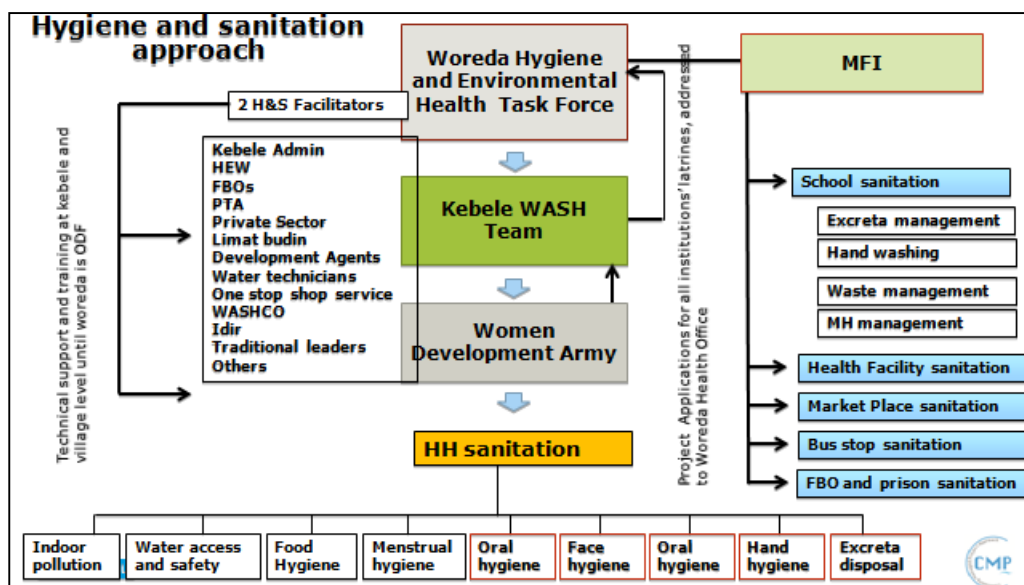 Hygiene and sanitation
approach
Woreda Hygiene
and Environmental
Health Task Force
MFI
2 H&S Facilitators
Kebele Admin
HEW
FBOs
PTA
Private Sector
Limat budin
Development Agents
Water technicians
One stop shop service
WASHCO
Idir
Traditional leaders
Others
Kebele WASH
Team
Women
Development Army
HH sanitation
Technical support and training at kebele and
village level until woreda is ODF
Project Applications for all institutions' latrines, addressed
to Woreda Health Office
School sanitation
Excreta management
Hand washing
Waste management
MH management
Health Facility sanitation
Market Place sanitation
Bus stop sanitation
FBO and prison sanitation
Indoor
pollution
Water access
and safety
Food
Hygiene
Menstrual
hygiene
Oral
hygiene
Face
hygiene
Oral
hygiene
Hand
hygiene
Excreta
disposal
CMP